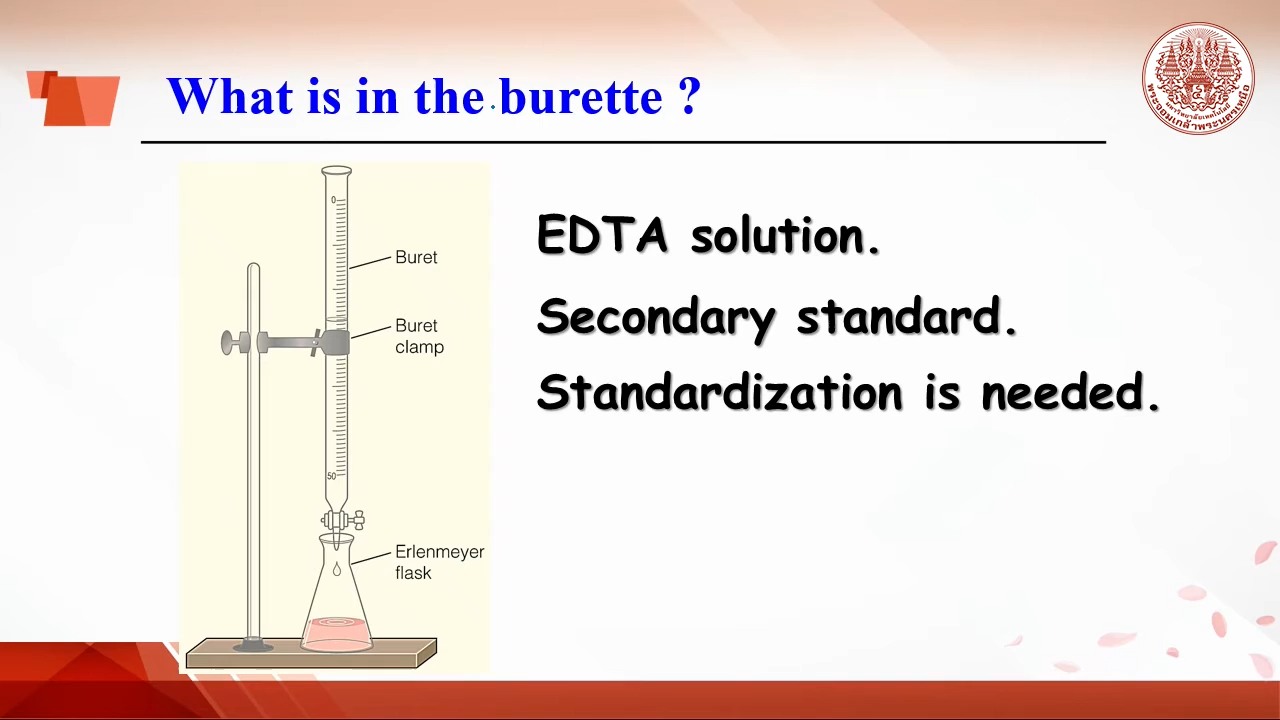 What is in the burette ?
EDTA solution.
Secondary standard.
Standardization is needed.
0
Buret
Buret
clamp
50
Erlenmeyer
flask